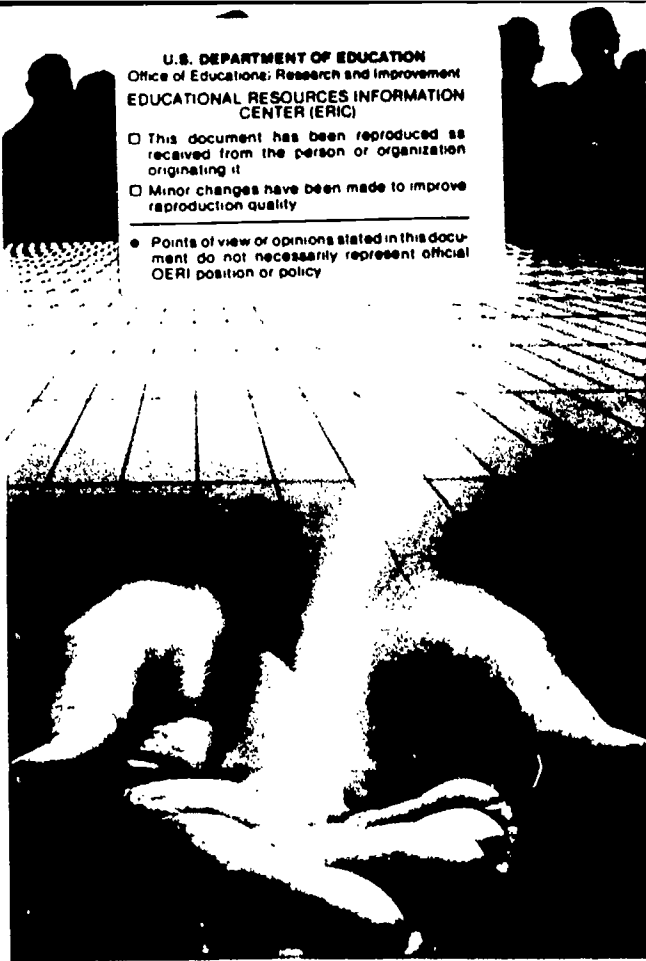 U.S. DEPARTMENT OF EDUCATION
Office of Educational Research and Improvement
EDUCATIONAL RESOURCES INFORMATION
CENTER (ERIC)
□ This document has been reproduced as
received from the person or organization
originating it
□ Minor changes have been made to improve
reproduction quality
● Points of view or opinions stated in this docu-
ment do not necessarily represent official
OERI position or policy